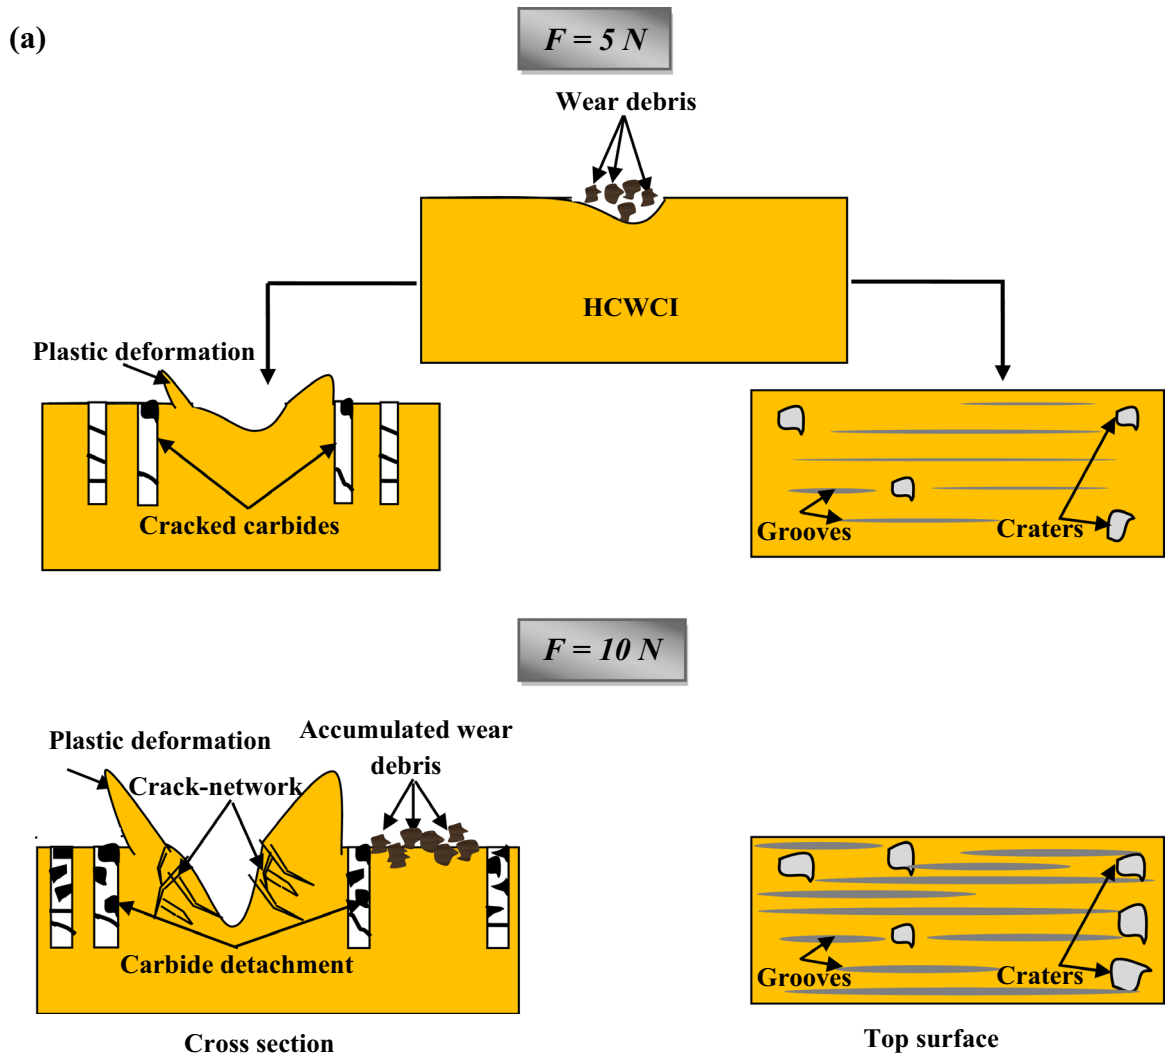 (a)
F = 5 N
Wear debris
HCWCI
Plastic deformation
Cracked carbides
Grooves
Craters
F = 10 N
Plastic deformation
Accumulated wear
debris
Crack-network
Carbide detachment
Grooves
Craters
Cross section
Top surface